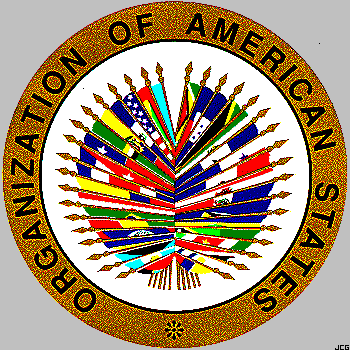 ORGANIZATION OF AMERICAN STATES
JCG